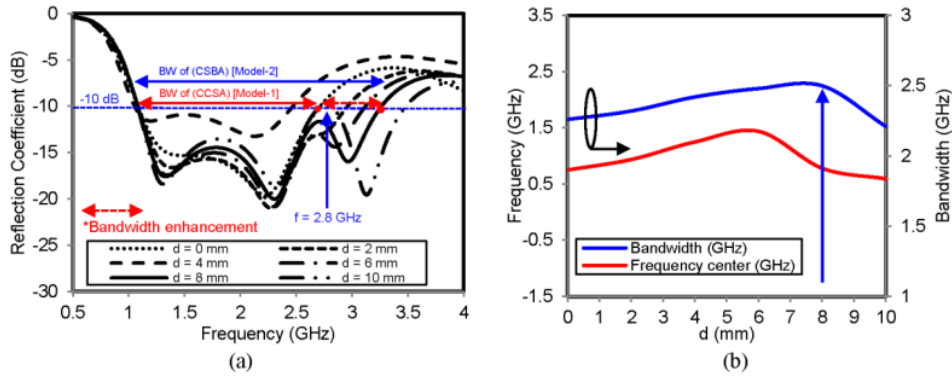 (a)
Reflection Coefficient (dB)
0
-5
-10
-15
-20
-25
-30
BW of (CSBA) [Model-2]
BW of (CCSA) [Model-1]
-10 dB
f = 2.8 GHz
*Bandwidth enhancement
d = 0 mm
d = 2 mm
d = 4 mm
d = 6 mm
d = 8 mm
d = 10 mm
0.5 1 1.5 2 2.5 3 3.5 4
Frequency (GHz)
(b)
Frequency (GHz)
3.5
2.5
1.5
0.5
-0.5
-1.5
Bandwidth (GHz)
Frequency center (GHz)
3
2.5
2
1.5
1
Bandwidth (GHz)
0 1 2 3 4 5 6 7 8 9 10
d (mm)